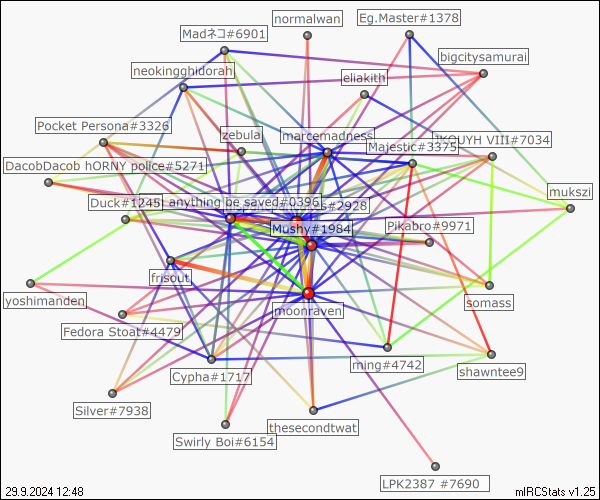 normalwan
Eg.Master#1378
Madネコ#6901
bigcitysamurai
neokingghidorah
eliakith
Pocket Persona#3326
zebula
marcemadness
Majestic#3375
KOUYH VIII#7034
DacobDacob hORNY police#5271
mukszi
Duck#1245
anything be saved#0396
#2928
Mushy#1984
Pikabro#9971
frisout
yoshimanden
moonraven
somass
Fedora Stoat#4479
ming#4742
shawntee9
Cypha#1717
Silver#7938
thesecondtwat
Swirly Boi#6154
LPK2387 #7690
29.9.2024 12:48
mIRCStats v1.25